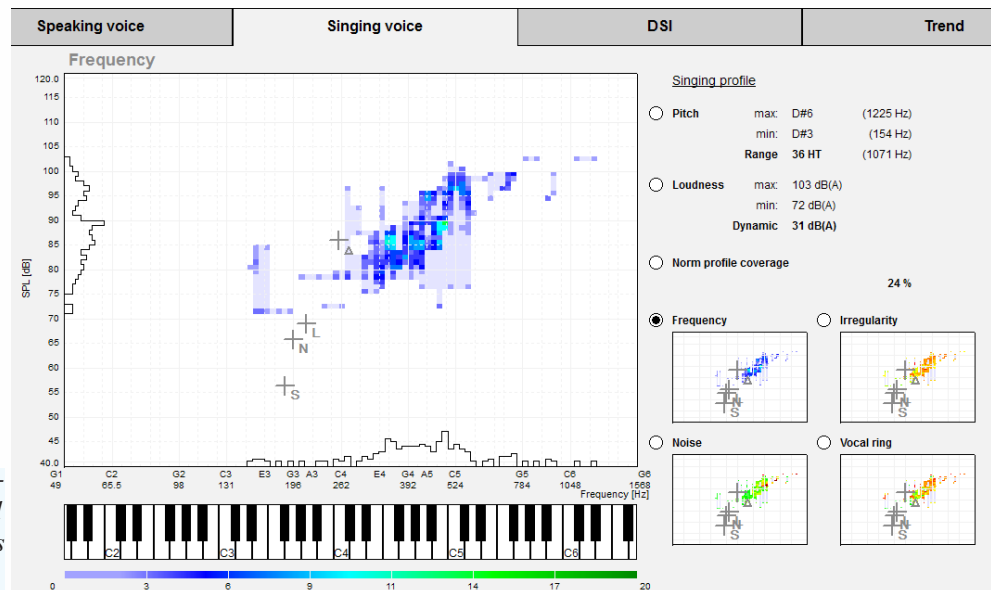 Speaking voice Singing voice DSI Trend
Frequency
120.0
115
110
105
100
95
90
85
80
75
70
65
60
55
50
45
40.0
SPL [dB]
Δ
L
N
S
G1 C2 G2 C3 E3 G3 A3 C4 E4 G4 A5 C5 G5 C6 G6
49 65.5 98 131 196 262 392 524 784 1048 1568
Frequency [Hz]
C2 C3 C4 C5 C6
0 3 6 9 11 14 17 20
Singing profile
Pitch max: D#6 (1225 Hz)
min: D#3 (154 Hz)
Range 36 HT (1071 Hz)
Loudness max: 103 dB(A)
min: 72 dB(A)
Dynamic 31 dB(A)
Norm profile coverage
24 %
Frequency Irregularity
Δ Δ
N N
S S
Noise Vocal ring
Δ Δ
N N
S S